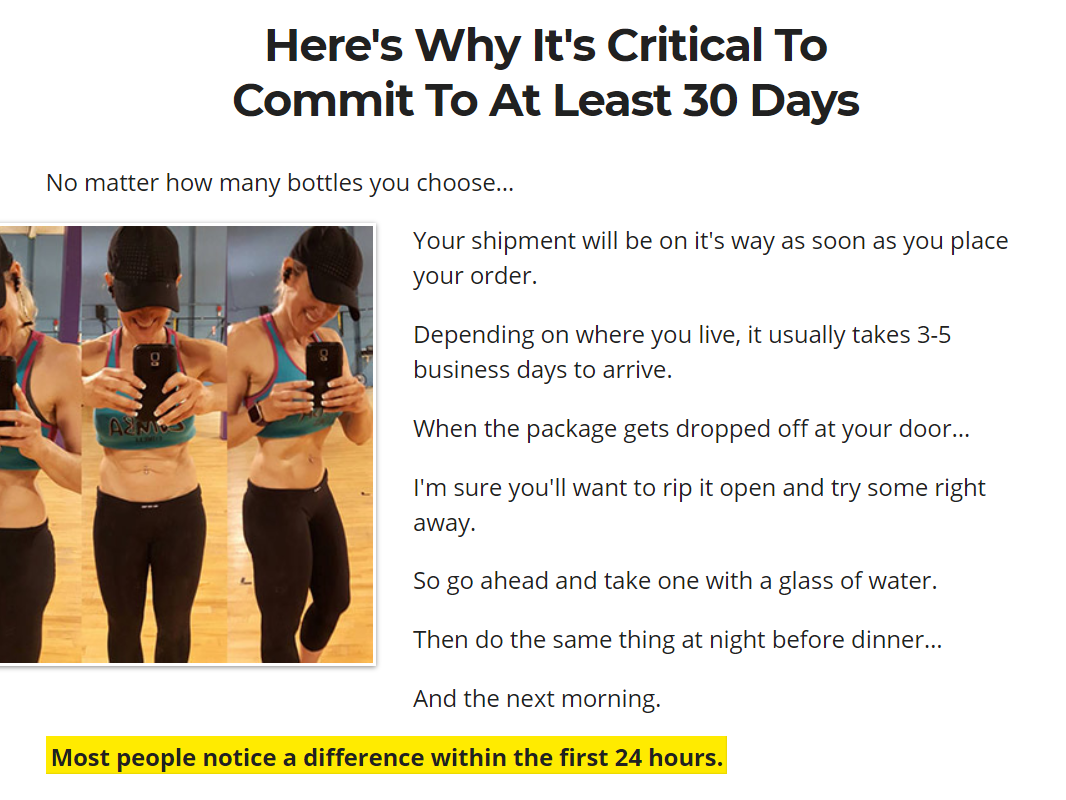 Here's Why It's Critical To
Commit To At Least 30 Days
No matter how many bottles you choose...
Your shipment will be on it's way as soon as you place
your order.
Depending on where you live, it usually takes 3-5
business days to arrive.
When the package gets dropped off at your door...
I'm sure you'll want to rip it open and try some right
away.
So go ahead and take one with a glass of water.
Then do the same thing at night before dinner...
And the next morning.
Most people notice a difference within the first 24 hours.